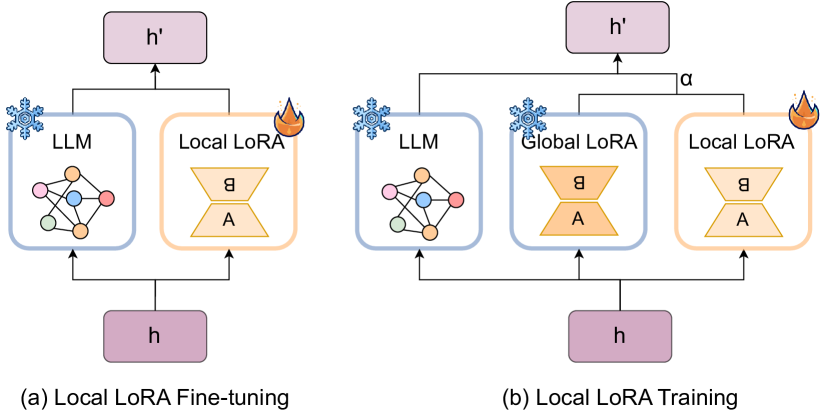 h'
LLM
Local LoRA
B
A
h
(a) Local LoRA Fine-tuning
h'
α
LLM
Global LoRA
Local LoRA
B
A
B
A
h
(b) Local LoRA Training